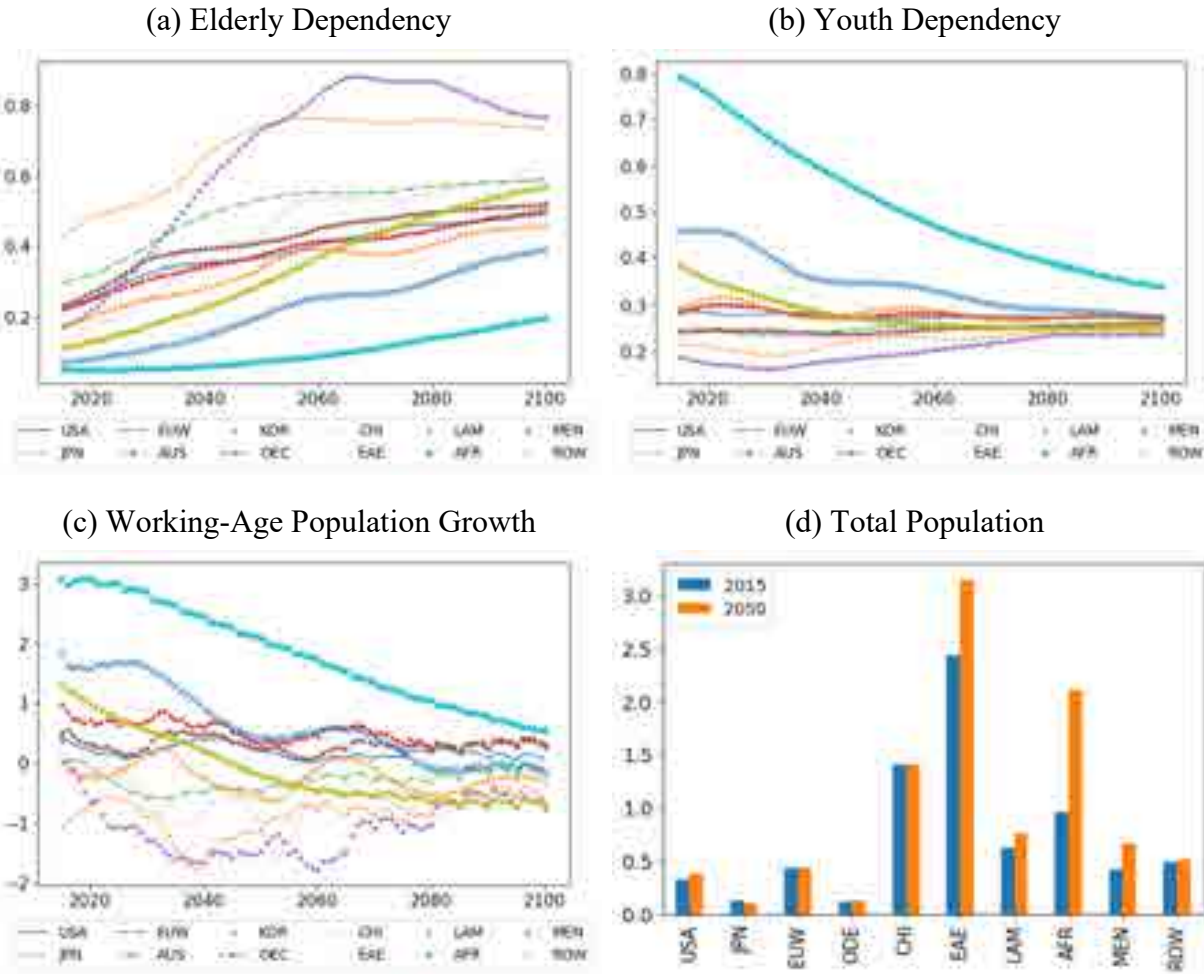 (a) Elderly Dependency
(b) Youth Dependency
0.8
0.6
0.4
0.2
2020 2040 2060 2080 2100
USA EUW KOR CHI LAM MEN
JPN AUS OEC EAE AFR ROW
0.8
0.7
0.6
0.5
0.4
0.3
0.2
2020 2040 2060 2080 2100
USA EUW KOR CHI LAM MEN
JPN AUS OEC EAE AFR ROW
(c) Working-Age Population Growth
(d) Total Population
3
2
1
0
−1
−2
2020 2040 2060 2080 2100
USA EUW KOR CHI LAM MEN
JPN AUS OEC EAE AFR ROW
2015
2050
3.0
2.5
2.0
1.5
1.0
0.5
0.0
USA JPN EUW ODE CHI EAE LAM AFR MEN ROW